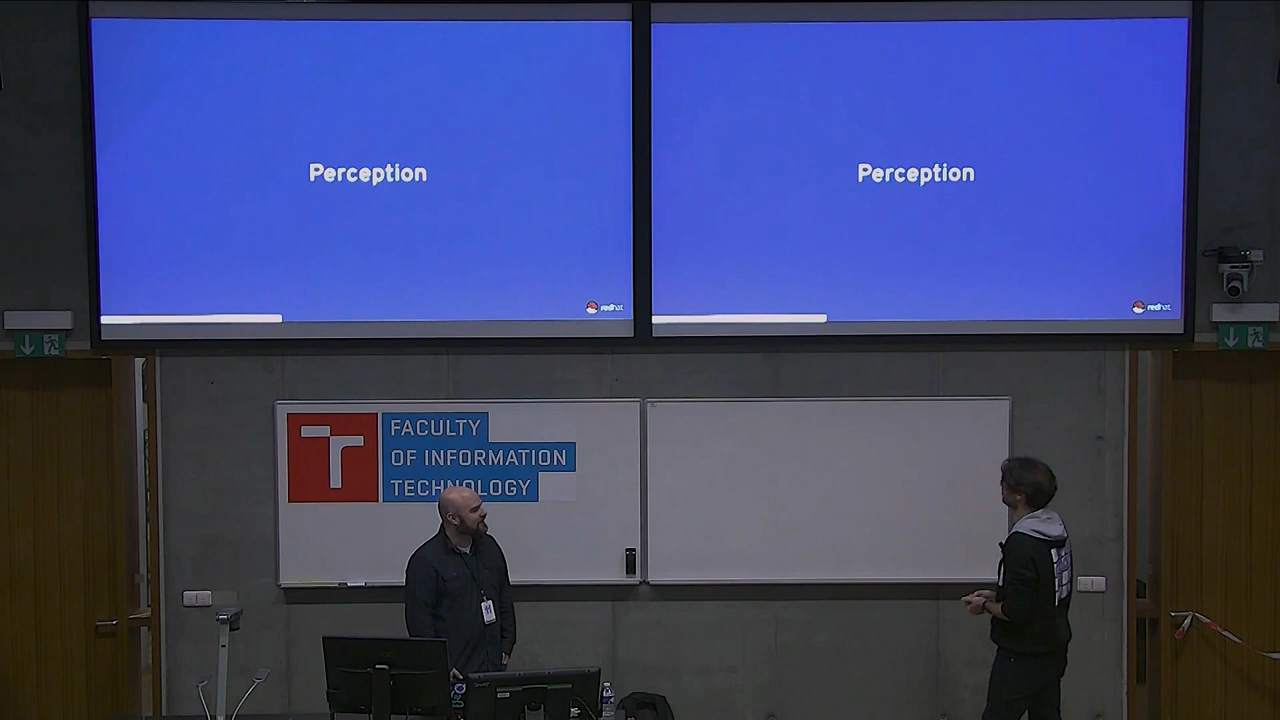 Perception
redhat
Perception
redhat
T
FACULTY
OF INFORMATION
TECHNOLOGY